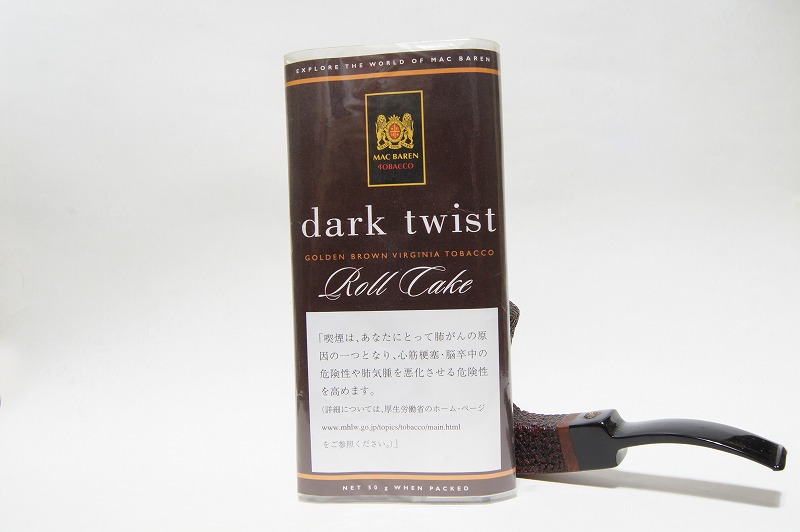 EXPLORE THE WORLD OF MAC BAREN
MAC BAREN
TOBACCO
dark twist
GOLDEN BROWN VIRGINIA TOBACCO
Roll Cake
「喫煙は、あなたにとって肺がんの原
因の一つとなり、心筋梗塞・脳卒中の
危険性や肺気腫を悪化させる危険性
を高めます。
(詳細については、厚生労働省のホーム・ページ
www.mhlw.go.jp/topics/tobacco/main.html
をご参照ください。)」
NET 50 g WHEN PACKED